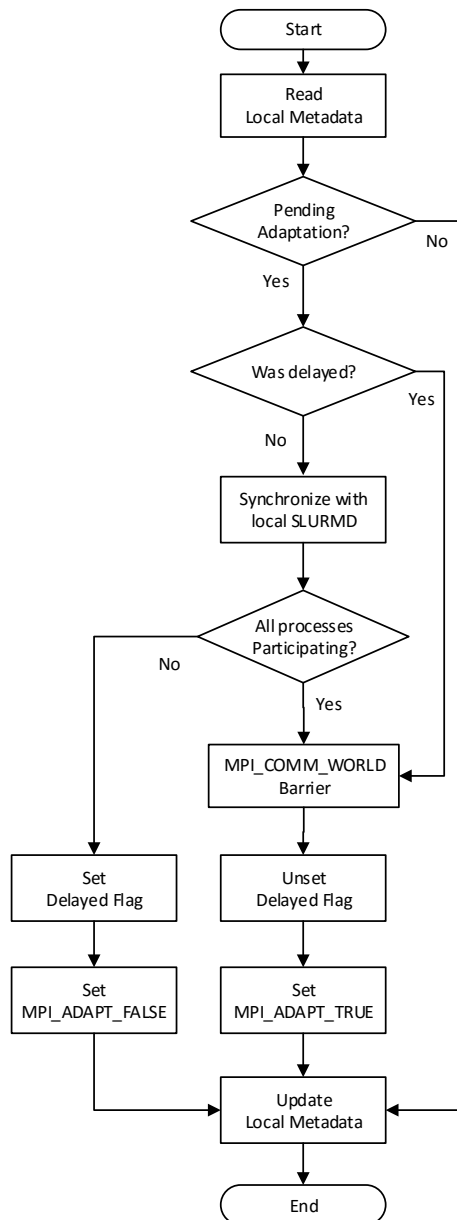 Start
Read
Local Metadata
Pending
Adaptation?
No
Yes
Was delayed?
Yes
No
Synchronize with
local SLURMD
All processes
Participating?
No
Yes
MPI_COMM_WORLD
Barrier
Set
Delayed Flag
Unset
Delayed Flag
Set
MPI_ADAPT_FALSE
Set
MPI_ADAPT_TRUE
Update
Local Metadata
End